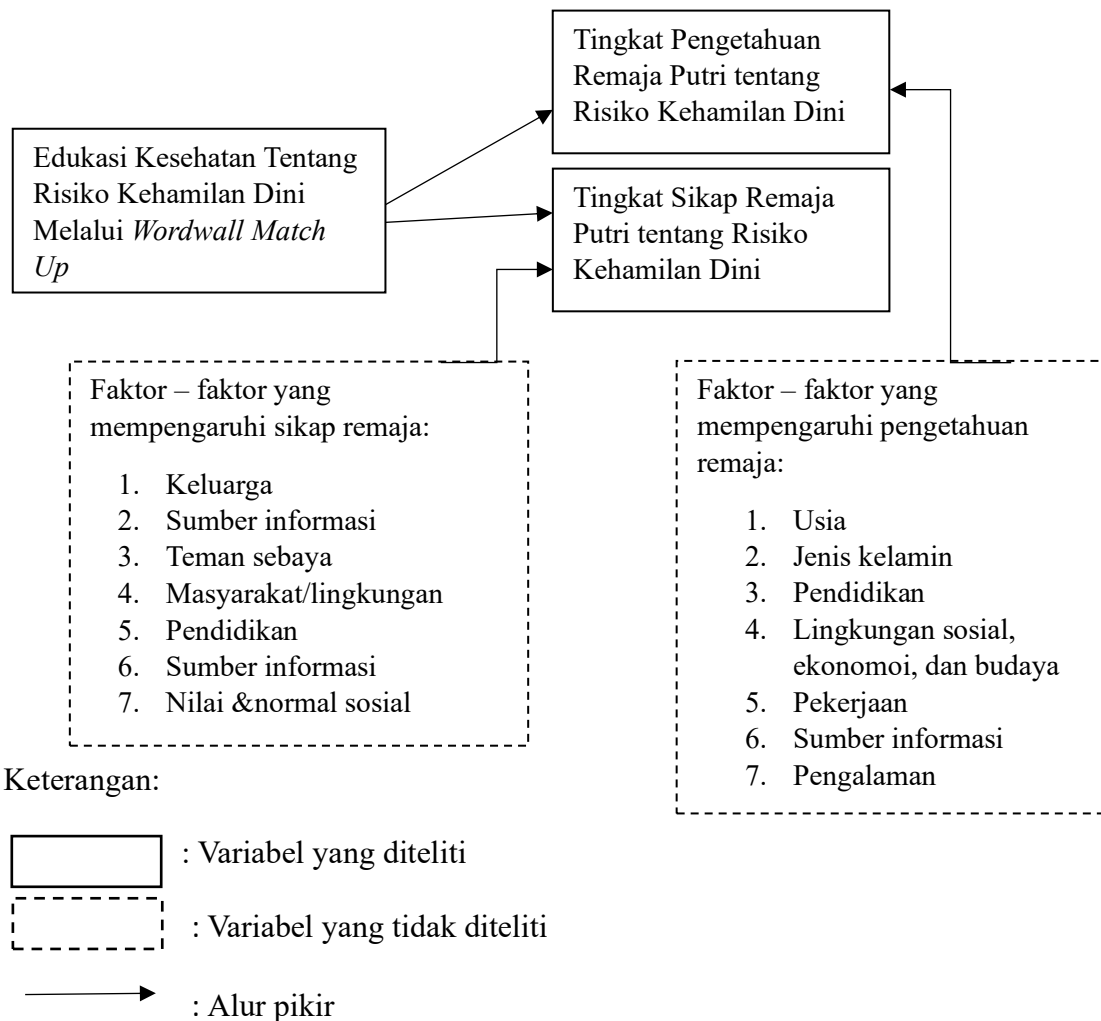 Tingkat Pengetahuan
Remaja Putri tentang
Risiko Kehamilan Dini
Edukasi Kesehatan Tentang
Risiko Kehamilan Dini
Melalui Wordwall Match
Up
Tingkat Sikap Remaja
Putri tentang Risiko
Kehamilan Dini
Faktor – faktor yang
mempengaruhi sikap remaja:
1. Keluarga
2. Sumber informasi
3. Teman sebaya
4. Masyarakat/lingkungan
5. Pendidikan
6. Sumber informasi
7. Nilai &normal sosial
Faktor – faktor yang
mempengaruhi pengetahuan
remaja:
1. Usia
2. Jenis kelamin
3. Pendidikan
4. Lingkungan sosial,
ekonomoi, dan budaya
5. Pekerjaan
6. Sumber informasi
7. Pengalaman
Keterangan:
: Variabel yang diteliti
: Variabel yang tidak diteliti
: Alur pikir